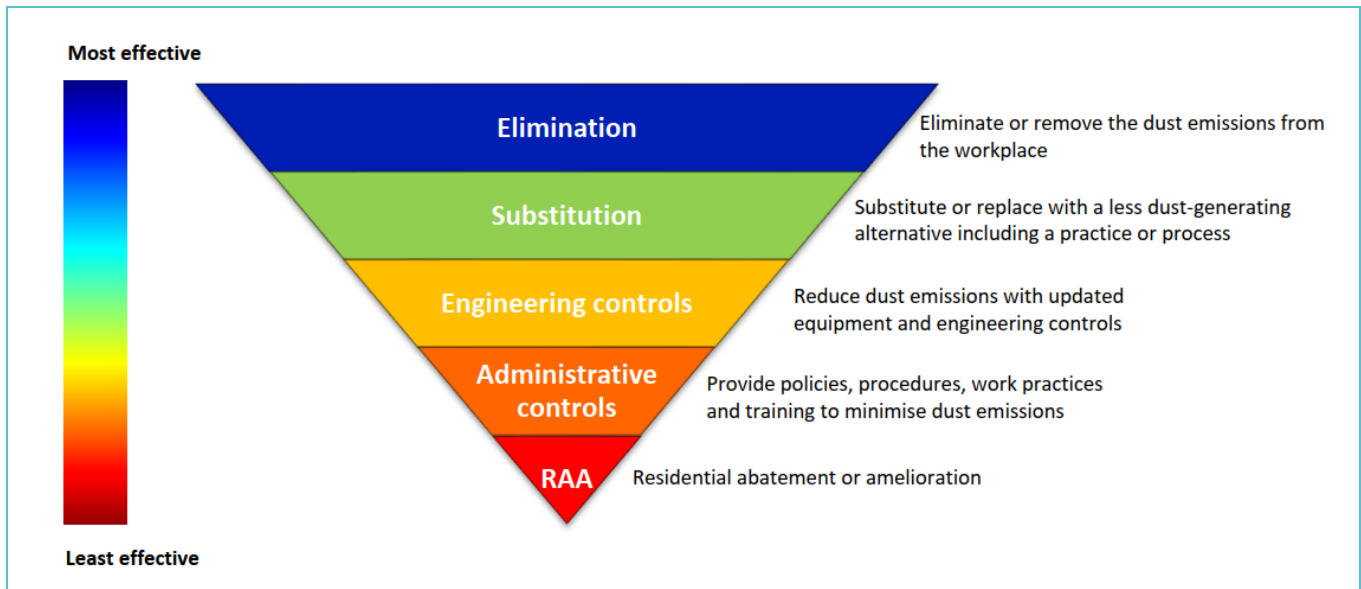 Most effective
Elimination
Eliminate or remove the dust emissions from
the workplace
Substitution
Substitute or replace with a less dust-generating
alternative including a practice or process
Engineering controls
Reduce dust emissions with updated
equipment and engineering controls
Administrative
controls
Provide policies, procedures, work practices
and training to minimise dust emissions
RAA
Residential abatement or amelioration
Least effective